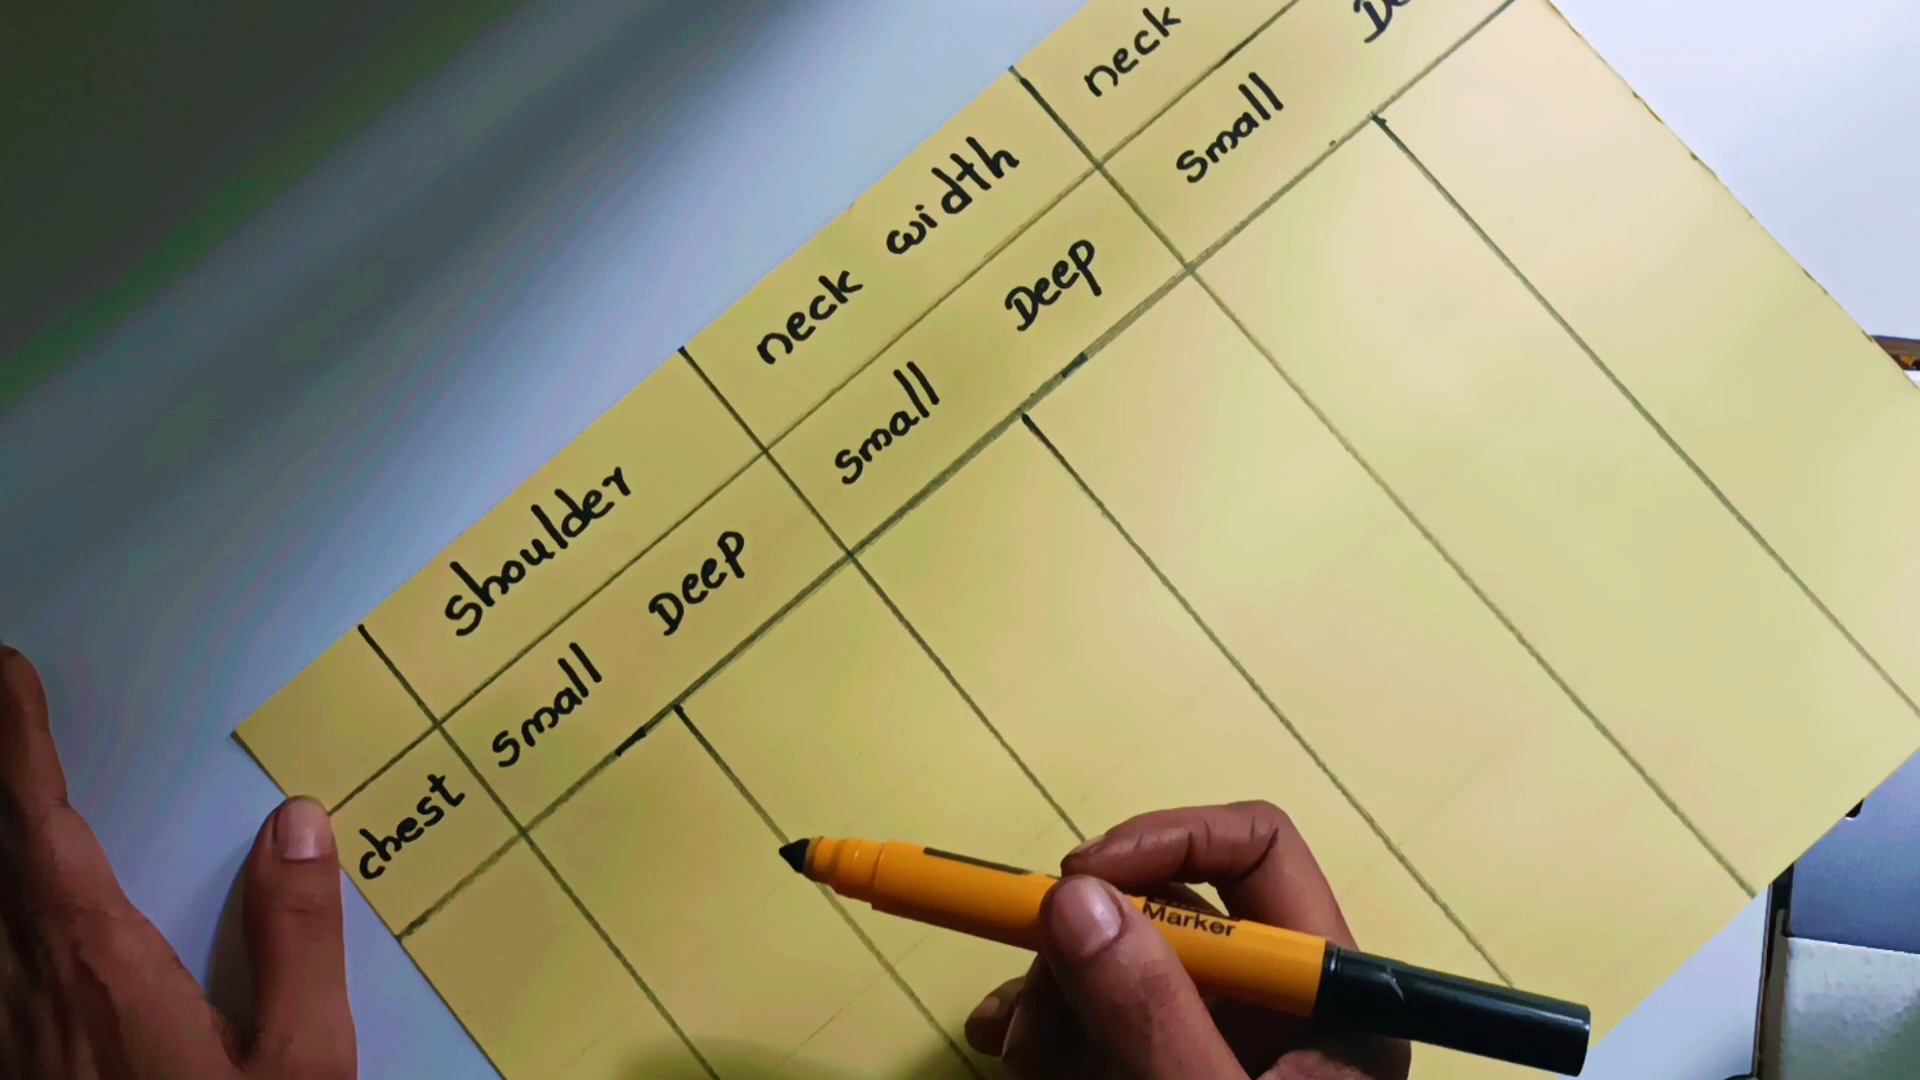 shoulder neck width neck
chest small Deep small Deep small
Marker